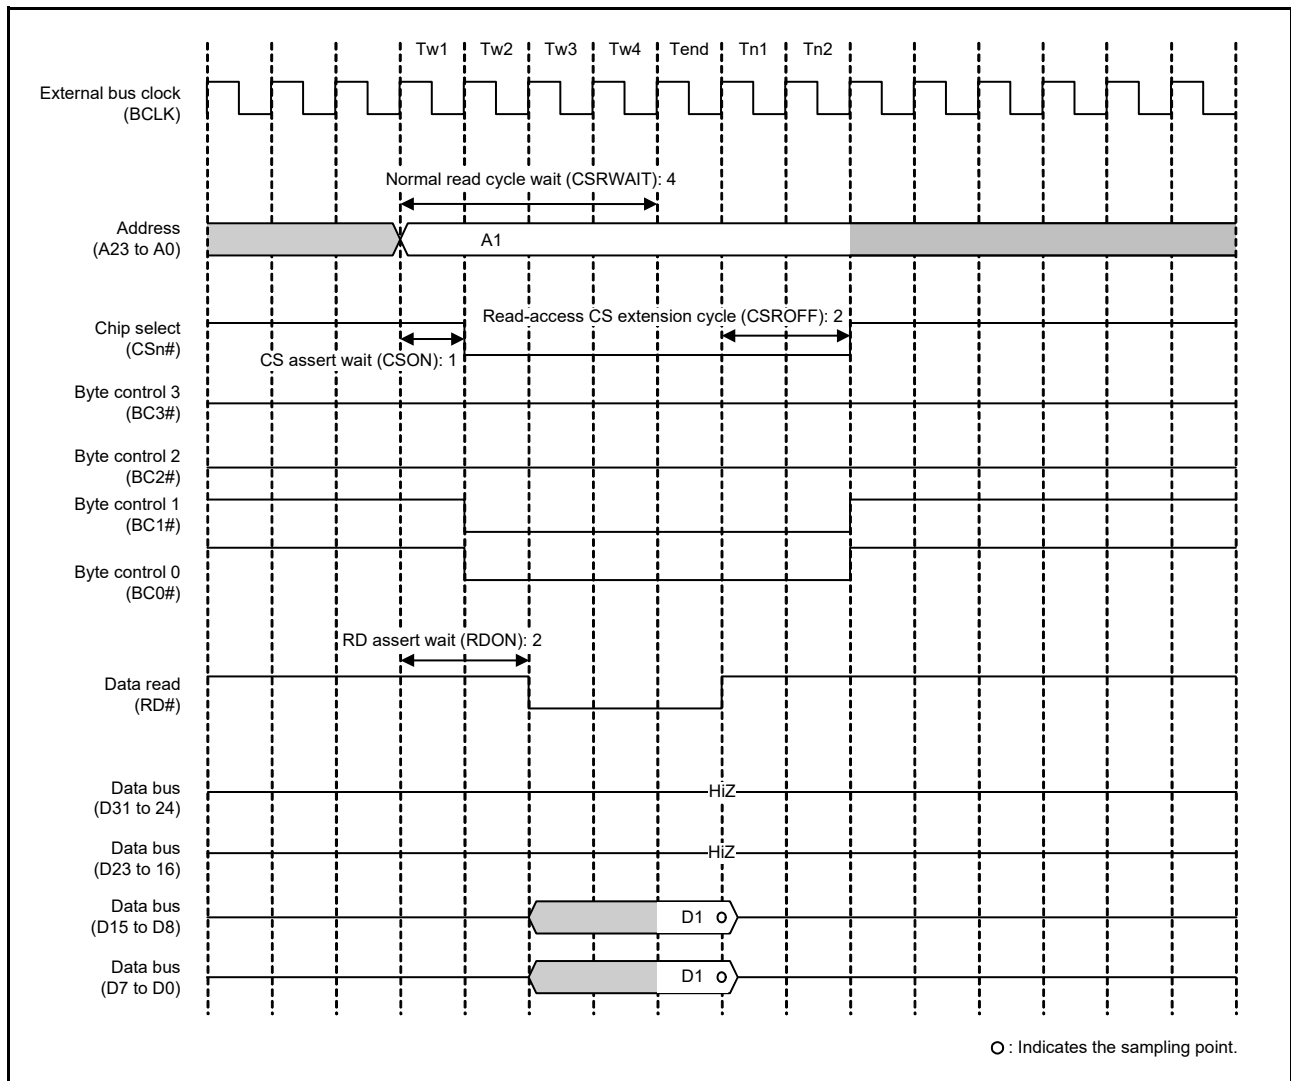 Tw1 Tw2 Tw3 Tw4 Tend Tn1 Tn2
External bus clock
(BCLK)
Normal read cycle wait (CSRWAIT): 4
Address
(A23 to A0)
A1
Read-access CS extension cycle (CSROFF): 2
Chip select
(CSn#)
CS assert wait (CSON): 1
Byte control 3
(BC3#)
Byte control 2
(BC2#)
Byte control 1
(BC1#)
Byte control 0
(BC0#)
RD assert wait (RDON): 2
Data read
(RD#)
Data bus
(D31 to 24)
HiZ
Data bus
(D23 to 16)
HiZ
Data bus
(D15 to D8)
D1
Data bus
(D7 to D0)
D1
: Indicates the sampling point.